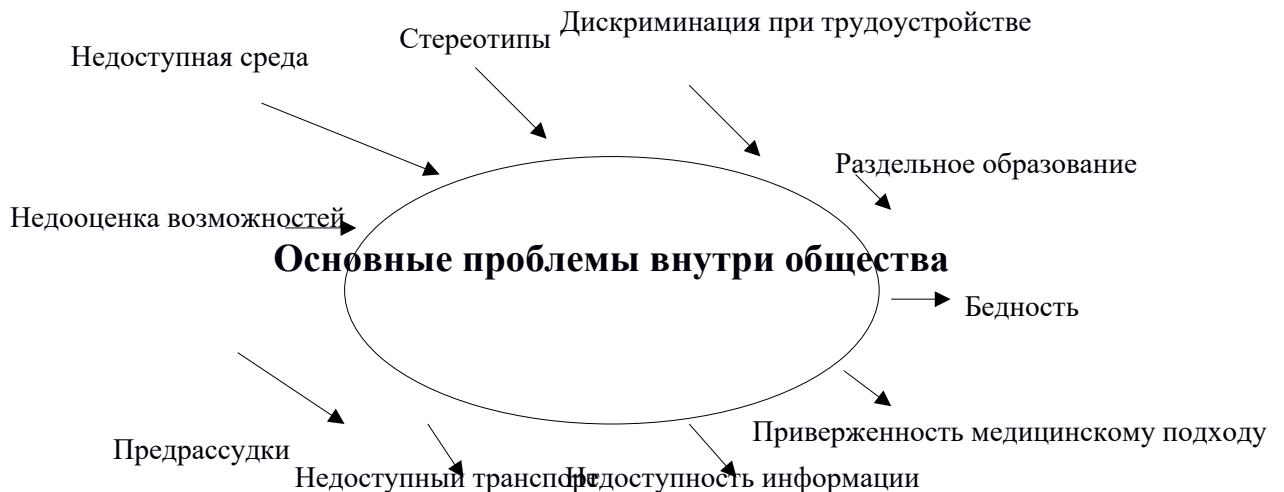 Дискриминация при трудоустройстве
Стереотипы
Недоступная среда
Раздельное образование
Недооценка возможностей
Основные проблемы внутри общества
Бедность
Приверженность медицинскому подходу
Предрассудки
Недоступный транспорт
Недоступность информации